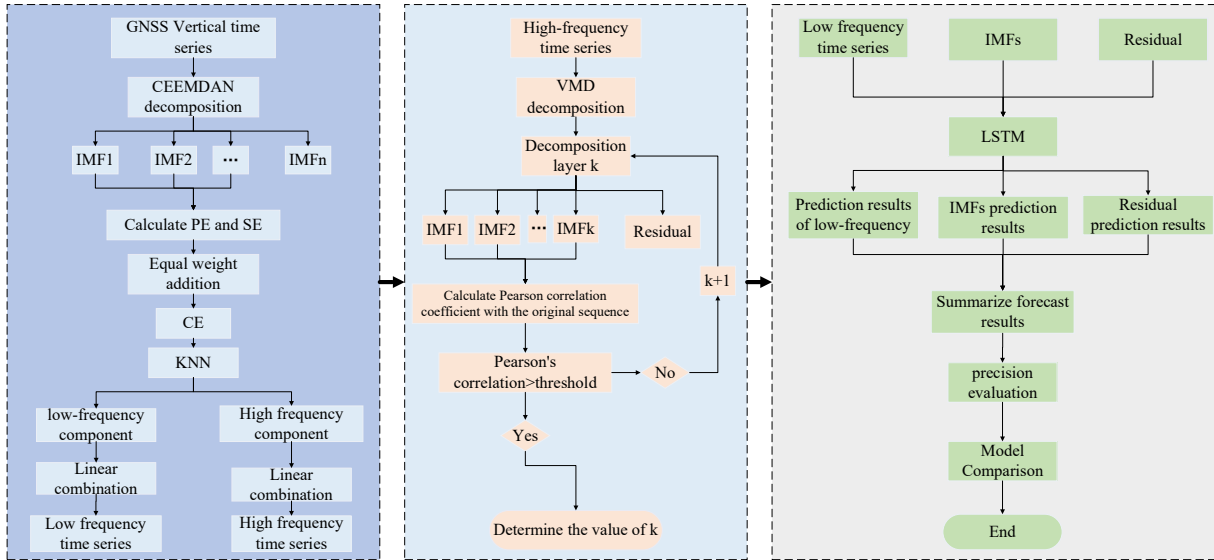 GNSS Vertical time
series
CEEMDAN
decomposition
IMF1
IMF2
...
IMFn
Calculate PE and SE
Equal weight
addition
CE
KNN
low-frequency
component
High frequency
component
Linear
combination
Linear
combination
Low frequency
time series
High frequency
time series
High-frequency
time series
VMD
decomposition
Decomposition
layer k
IMF1
IMF2
...
IMFk
Residual
k+1
Calculate Pearson correlation
coefficient with the original sequence
Pearson's
correlation>threshold
No
Yes
Determine the value of k
Low frequency
time series
IMFs
Residual
LSTM
Prediction results
of low-frequency
IMFs prediction
results
Residual
prediction results
Summarize forecast
results
precision
evaluation
Model
Comparison
End